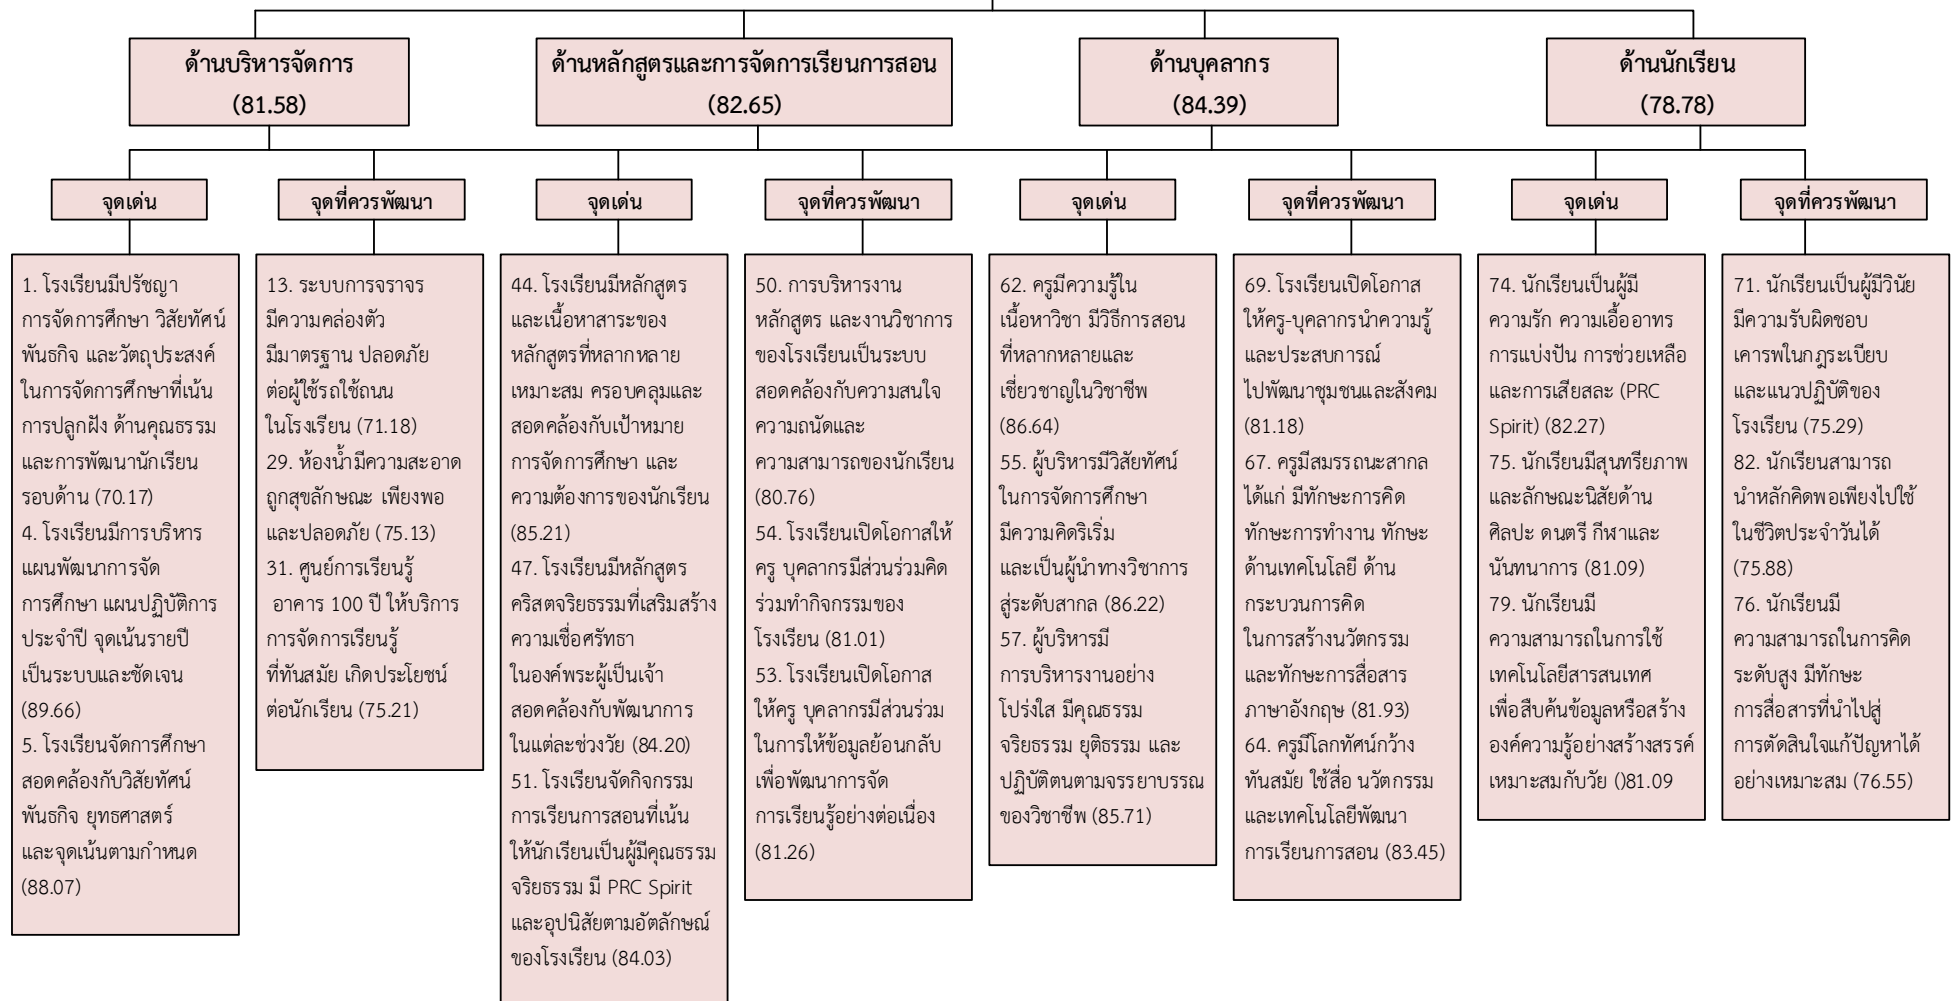 ด้านบริหารจัดการ
(81.58)
ด้านหลักสูตรและการจัดการเรียนการสอน
(82.65)
ด้านบุคลากร
(84.39)
ด้านนักเรียน
(78.78)
จุดเด่น
จุดที่ควรพัฒนา
จุดเด่น
จุดที่ควรพัฒนา
จุดเด่น
จุดที่ควรพัฒนา
จุดเด่น
จุดที่ควรพัฒนา
1. โรงเรียนมีปรัชญา
การจัดการศึกษา วิสัยทัศน์
พันธกิจ และวัตถุประสงค์
ในการจัดการศึกษาที่เน้น
การปลูกฝัง ด้านคุณธรรม
และการพัฒนานักเรียน
รอบด้าน (70.17)
4. โรงเรียนมีการบริหาร
แผนพัฒนาการจัด
การศึกษา แผนปฏิบัติการ
ประจำปี จุดเน้นรายปี
เป็นระบบและชัดเจน
(89.66)
5. โรงเรียนจัดการศึกษา
สอดคล้องกับวิสัยทัศน์
พันธกิจ ยุทธศาสตร์
และจุดเน้นตามกำหนด
(88.07)
13. ระบบการจราจร
มีความคล่องตัว
มีมาตรฐาน ปลอดภัย
ต่อผู้ใช้รถใช้ถนน
ในโรงเรียน (71.18)
29. ห้องน้ำมีความสะอาด
ถูกสุขลักษณะ เพียงพอ
และปลอดภัย (75.13)
31. ศูนย์การเรียนรู้
อาคาร 100 ปี ให้บริการ
การจัดการเรียนรู้
ที่ทันสมัย เกิดประโยชน์
ต่อนักเรียน (75.21)
44. โรงเรียนมีหลักสูตร
และเนื้อหาสาระของ
หลักสูตรที่หลากหลาย
เหมาะสม ครอบคลุมและ
สอดคล้องกับเป้าหมาย
การจัดการศึกษา และ
ความต้องการของนักเรียน
(85.21)
47. โรงเรียนมีหลักสูตร
คริสตจริยธรรมที่เสริมสร้าง
ความเชื่อศรัทธา
ในองค์พระผู้เป็นเจ้า
สอดคล้องกับพัฒนาการ
ในแต่ละช่วงวัย (84.20)
51. โรงเรียนจัดกิจกรรม
การเรียนการสอนที่เน้น
ให้นักเรียนเป็นผู้มีคุณธรรม
จริยธรรม มี PRC Spirit
และอุปนิสัยตามอัตลักษณ์
ของโรงเรียน (84.03)
50. การบริหารงาน
หลักสูตร และงานวิชาการ
ของโรงเรียนเป็นระบบ
สอดคล้องกับความสนใจ
ความถนัดและ
ความสามารถของนักเรียน
(80.76)
54. โรงเรียนเปิดโอกาสให้
ครู บุคลากรมีส่วนร่วมคิด
ร่วมทำกิจกรรมของ
โรงเรียน (81.01)
53. โรงเรียนเปิดโอกาส
ให้ครู บุคลากรมีส่วนร่วม
ในการให้ข้อมูลย้อนกลับ
เพื่อพัฒนาการจัด
การเรียนรู้อย่างต่อเนื่อง
(81.26)
62. ครูมีความรู้ใน
เนื้อหาวิชา มีวิธีการสอน
ที่หลากหลายและ
เชี่ยวชาญในวิชาชีพ
(86.64)
55. ผู้บริหารมีวิสัยทัศน์
ในการจัดการศึกษา
มีความคิดริเริ่ม
และเป็นผู้นำทางวิชาการ
สู่ระดับสากล (86.22)
57. ผู้บริหารมี
การบริหารงานอย่าง
โปร่งใส มีคุณธรรม
จริยธรรม ยุติธรรม และ
ปฏิบัติตนตามจรรยาบรรณ
ของวิชาชีพ (85.71)
69. โรงเรียนเปิดโอกาส
ให้ครู-บุคลากรนำความรู้
และประสบการณ์
ไปพัฒนาชุมชนและสังคม
(81.18)
67. ครูมีสมรรถนะสากล
ได้แก่ มีทักษะการคิด
ทักษะการทำงาน ทักษะ
ด้านเทคโนโลยี ด้าน
กระบวนการคิด
ในการสร้างนวัตกรรม
และทักษะการสื่อสาร
ภาษาอังกฤษ (81.93)
64. ครูมีโลกทัศน์กว้าง
ทันสมัย ใช้สื่อ นวัตกรรม
และเทคโนโลยีพัฒนา
การเรียนการสอน (83.45)
74. นักเรียนเป็นผู้มี
ความรัก ความเอื้ออาทร
การแบ่งปัน การช่วยเหลือ
และการเสียสละ (PRC
Spirit) (82.27)
75. นักเรียนมีสุนทรียภาพ
และลักษณะนิสัยด้าน
ศิลปะ ดนตรี กีฬาและ
นันทนาการ (81.09)
79. นักเรียนมี
ความสามารถในการใช้
เทคโนโลยีสารสนเทศ
เพื่อสืบค้นข้อมูลหรือสร้าง
องค์ความรู้อย่างสร้างสรรค์
เหมาะสมกับวัย ()81.09
71. นักเรียนเป็นผู้มีวินัย
มีความรับผิดชอบ
เคารพในกฎระเบียบ
และแนวปฏิบัติของ
โรงเรียน (75.29)
82. นักเรียนสามารถ
นำหลักคิดพอเพียงไปใช้
ในชีวิตประจำวันได้
(75.88)
76. นักเรียนมี
ความสามารถในการคิด
ระดับสูง มีทักษะ
การสื่อสารที่นำไปสู่
การตัดสินใจแก้ปัญหาได้
อย่างเหมาะสม (76.55)